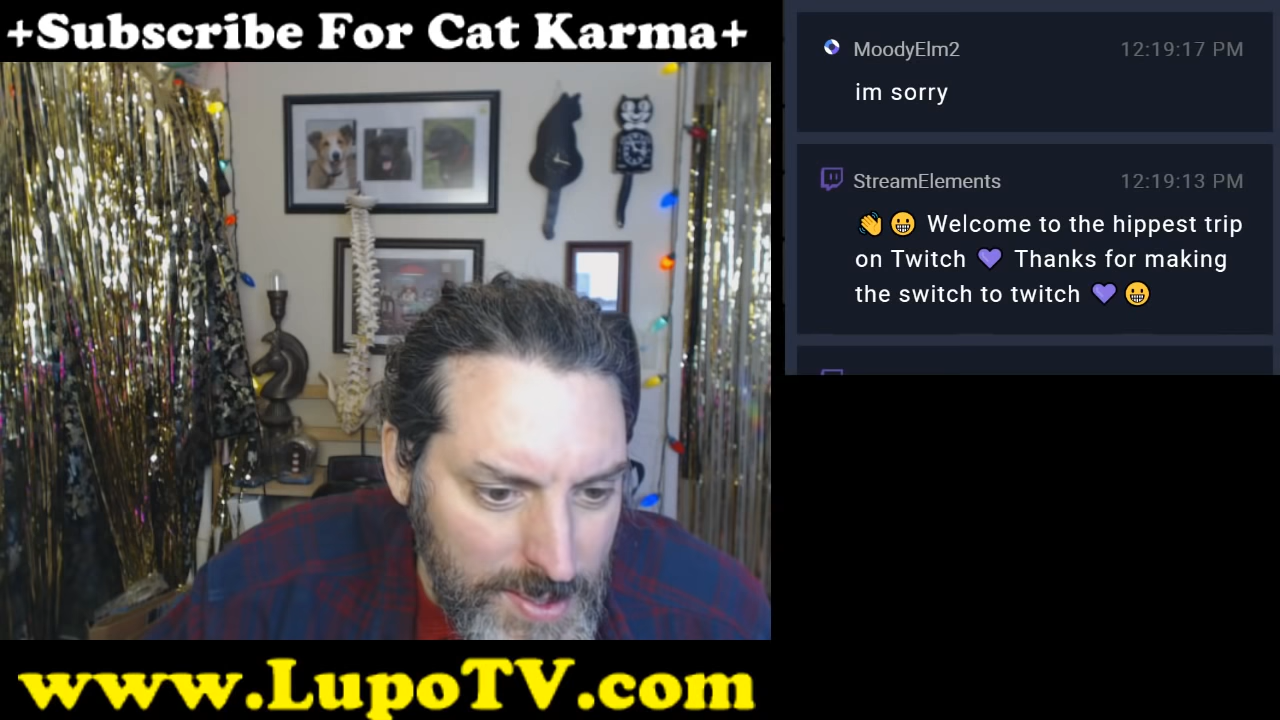 +Subscribe For Cat Karma+
MoodyElm2 12:19:17 PM
im sorry
StreamElements 12:19:13 PM
👋 😀 Welcome to the hippest trip
on Twitch 💜 Thanks for making
the switch to twitch 💜 😀
www.LupoTV.com